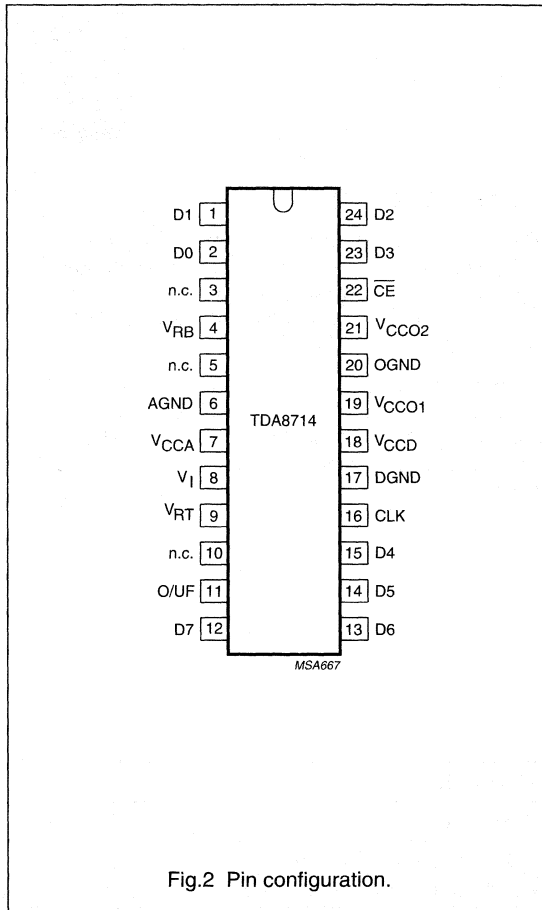 D1 1 24 D2
D0 2 23 D3
n.c. 3 22 C̅E̅
VRB 4 21 VCCO2
n.c. 5 20 OGND
AGND 6 19 VCCO1
TDA8714
VCCA 7 18 VCCD
VI 8 17 DGND
VRT 9 16 CLK
n.c. 10 15 D4
O/UF 11 14 D5
D7 12 13 D6
MSA667
Fig.2 Pin configuration.